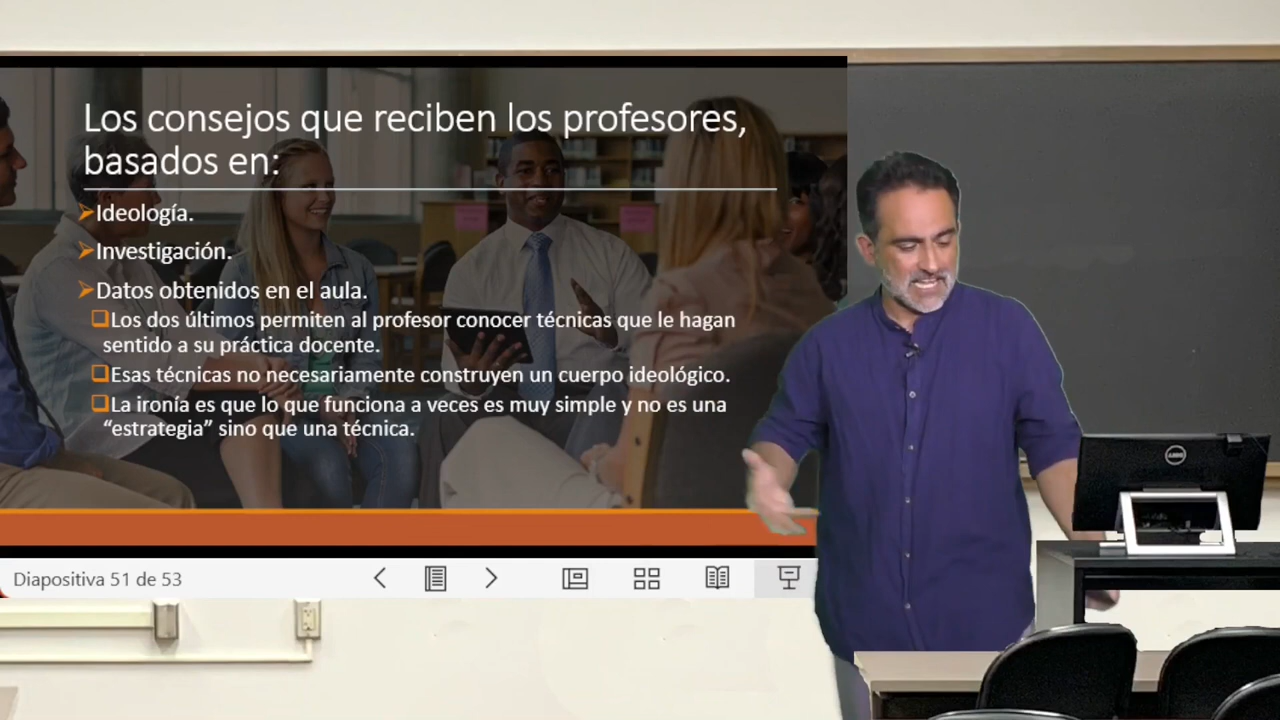 Los consejos que reciben los profesores,
basados en:
Ideología.
Investigación.
Datos obtenidos en el aula.
Los dos últimos permiten al profesor conocer técnicas que le hagan
sentido a su práctica docente.
Esas técnicas no necesariamente construyen un cuerpo ideológico.
La ironía es que lo que funciona a veces es muy simple y no es una
“estrategia” sino que una técnica.
DELL
Diapositiva 51 de 53